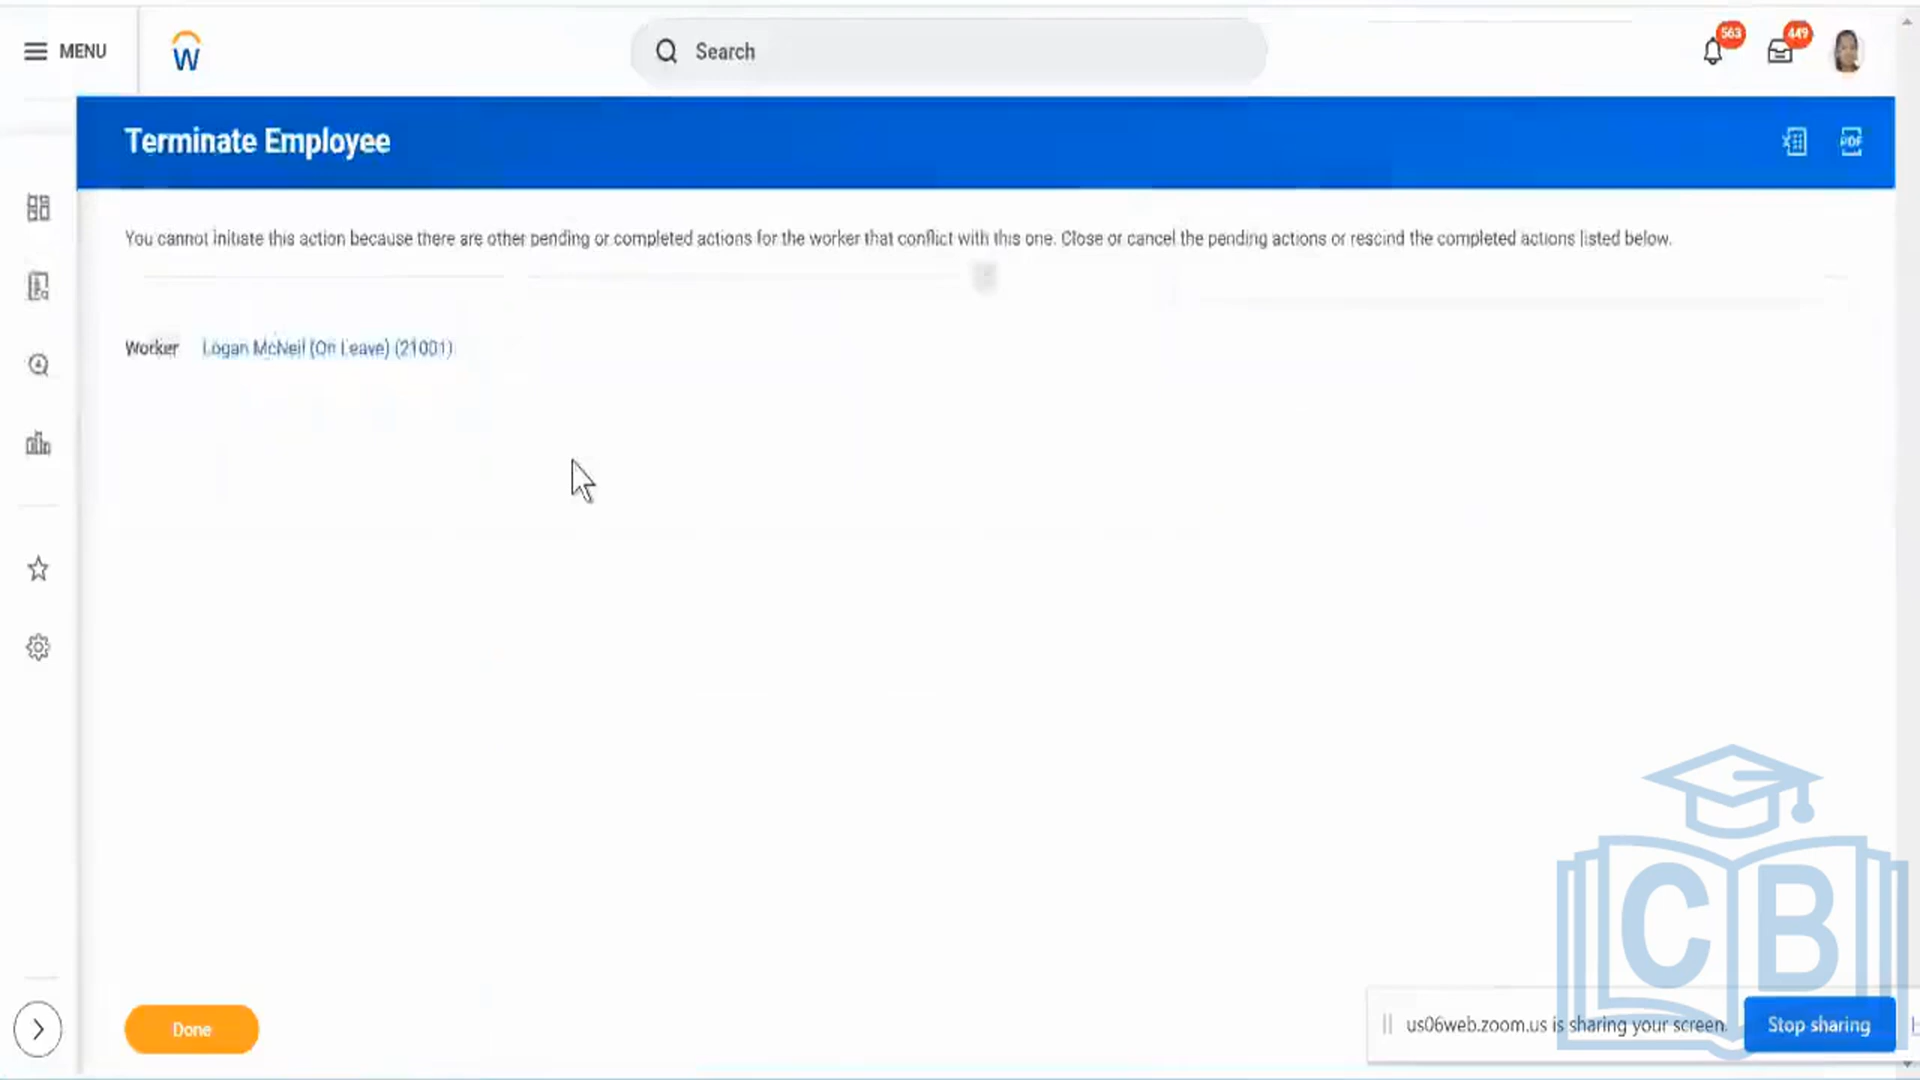 MENU
W
Search
563
449
Terminate Employee
PDF
You cannot initiate this action because there are other pending or completed actions for the worker that conflict with this one. Close or cancel the pending actions or rescind the completed actions listed below.
Worker Logan McNeil (On Leave) (21001)
CB
Done
us06web.zoom.us is sharing your screen.
Stop sharing